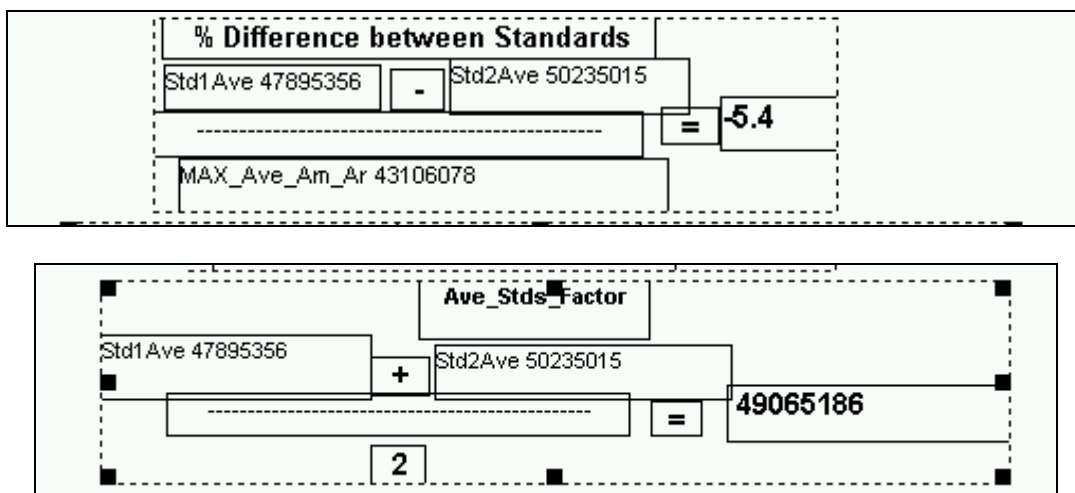 % Difference between Standards
Std1Ave 47895356 - Std2Ave 50235015
---------------------------------------------- = -5.4
MAX_Ave_Am_Ar 43106078
Ave_Stds_Factor
Std1Ave 47895356 + Std2Ave 50235015
---------------------------------------------- = 49065186
2